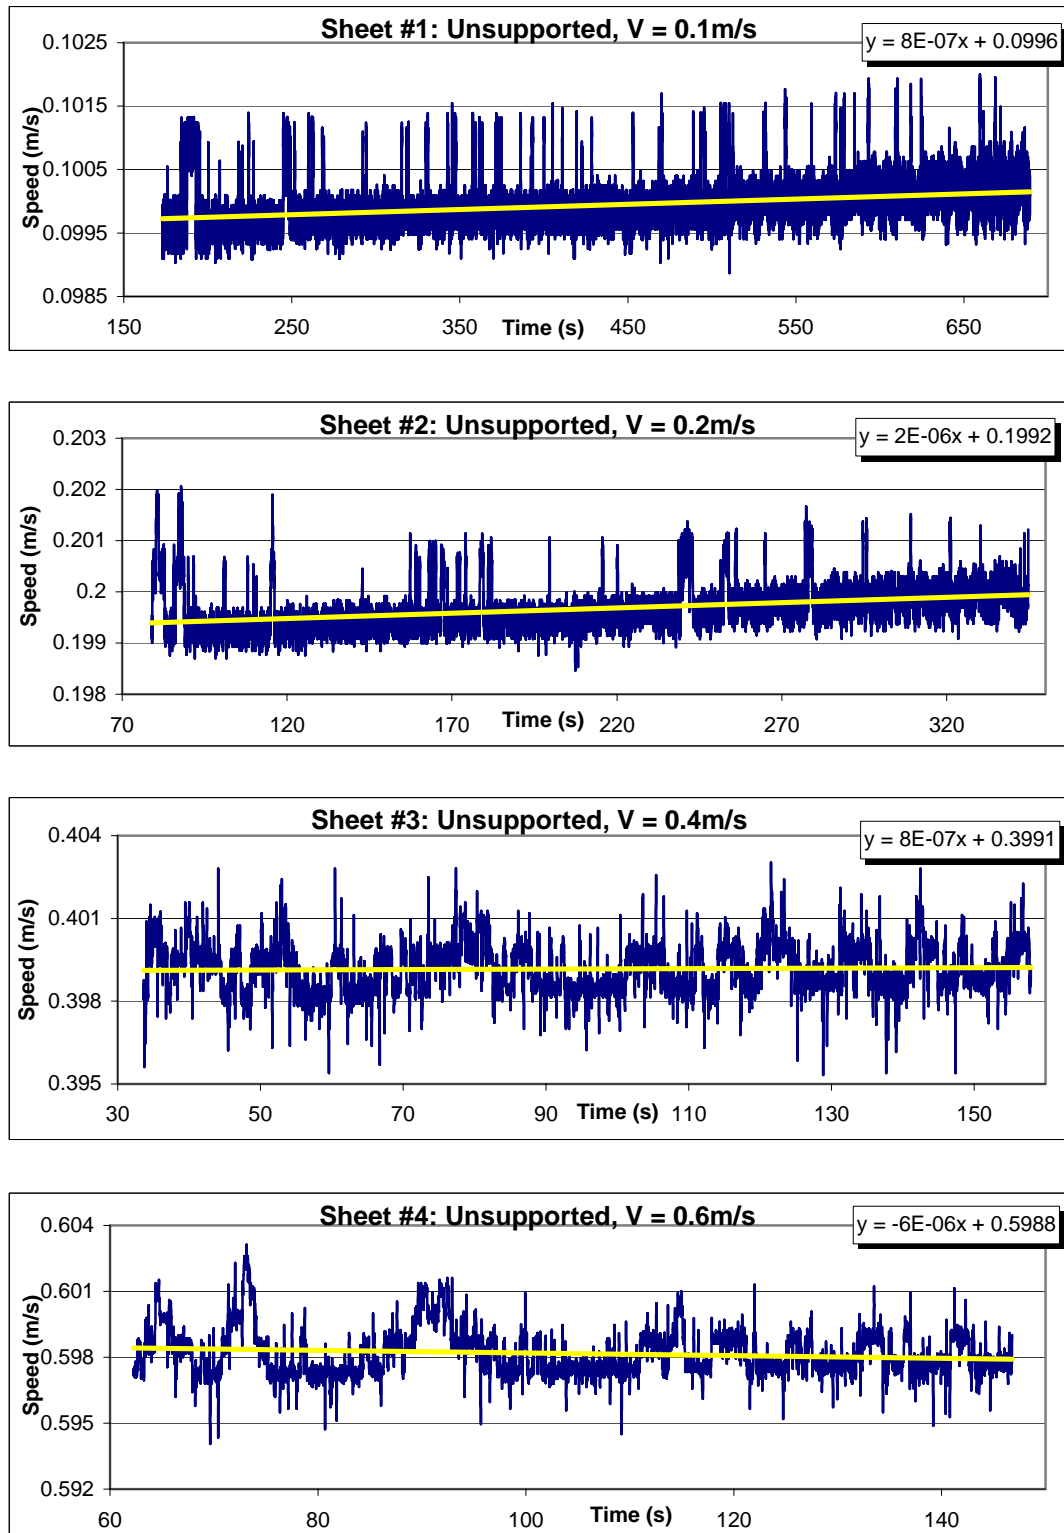 Sheet #1: Unsupported, V = 0.1m/s
y = 8E-07x + 0.0996
Speed (m/s)
0.1025
0.1015
0.1005
0.0995
0.0985
150 250 350 450 550 650
Time (s)
Sheet #2: Unsupported, V = 0.2m/s
y = 2E-06x + 0.1992
Speed (m/s)
0.203
0.202
0.201
0.2
0.199
0.198
70 120 170 220 270 320
Time (s)
Sheet #3: Unsupported, V = 0.4m/s
y = 8E-07x + 0.3991
Speed (m/s)
0.404
0.401
0.398
0.395
30 50 70 90 110 130 150
Time (s)
Sheet #4: Unsupported, V = 0.6m/s
y = -6E-06x + 0.5988
Speed (m/s)
0.604
0.601
0.598
0.595
0.592
60 80 100 120 140
Time (s)